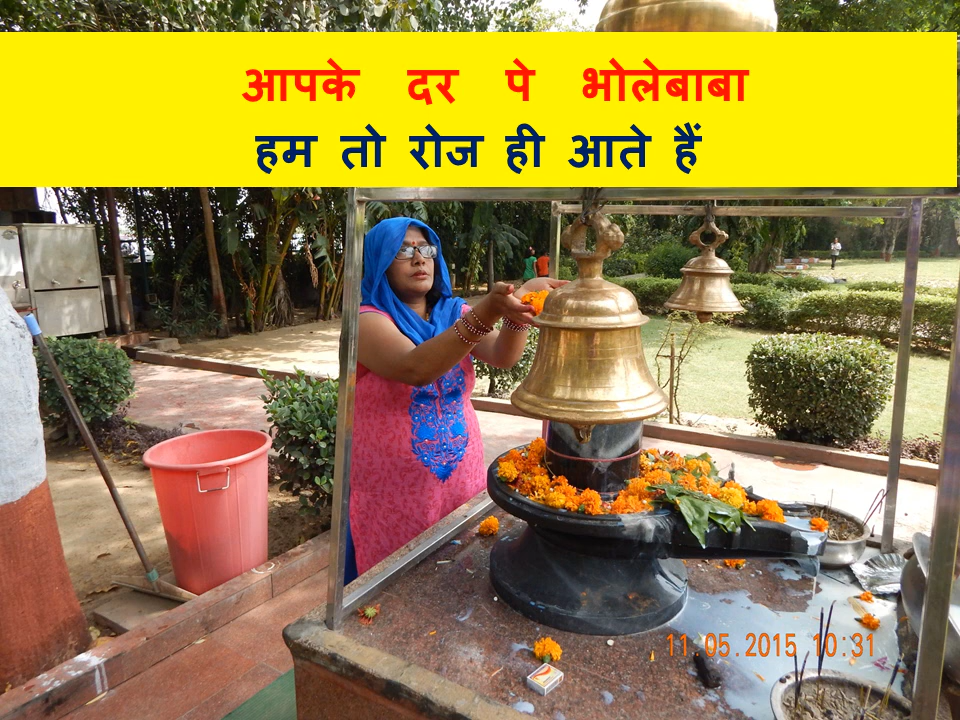 आपके दर पे भोलेबाबा
हम तो रोज ही आते हैं
11.05.2015 10:31